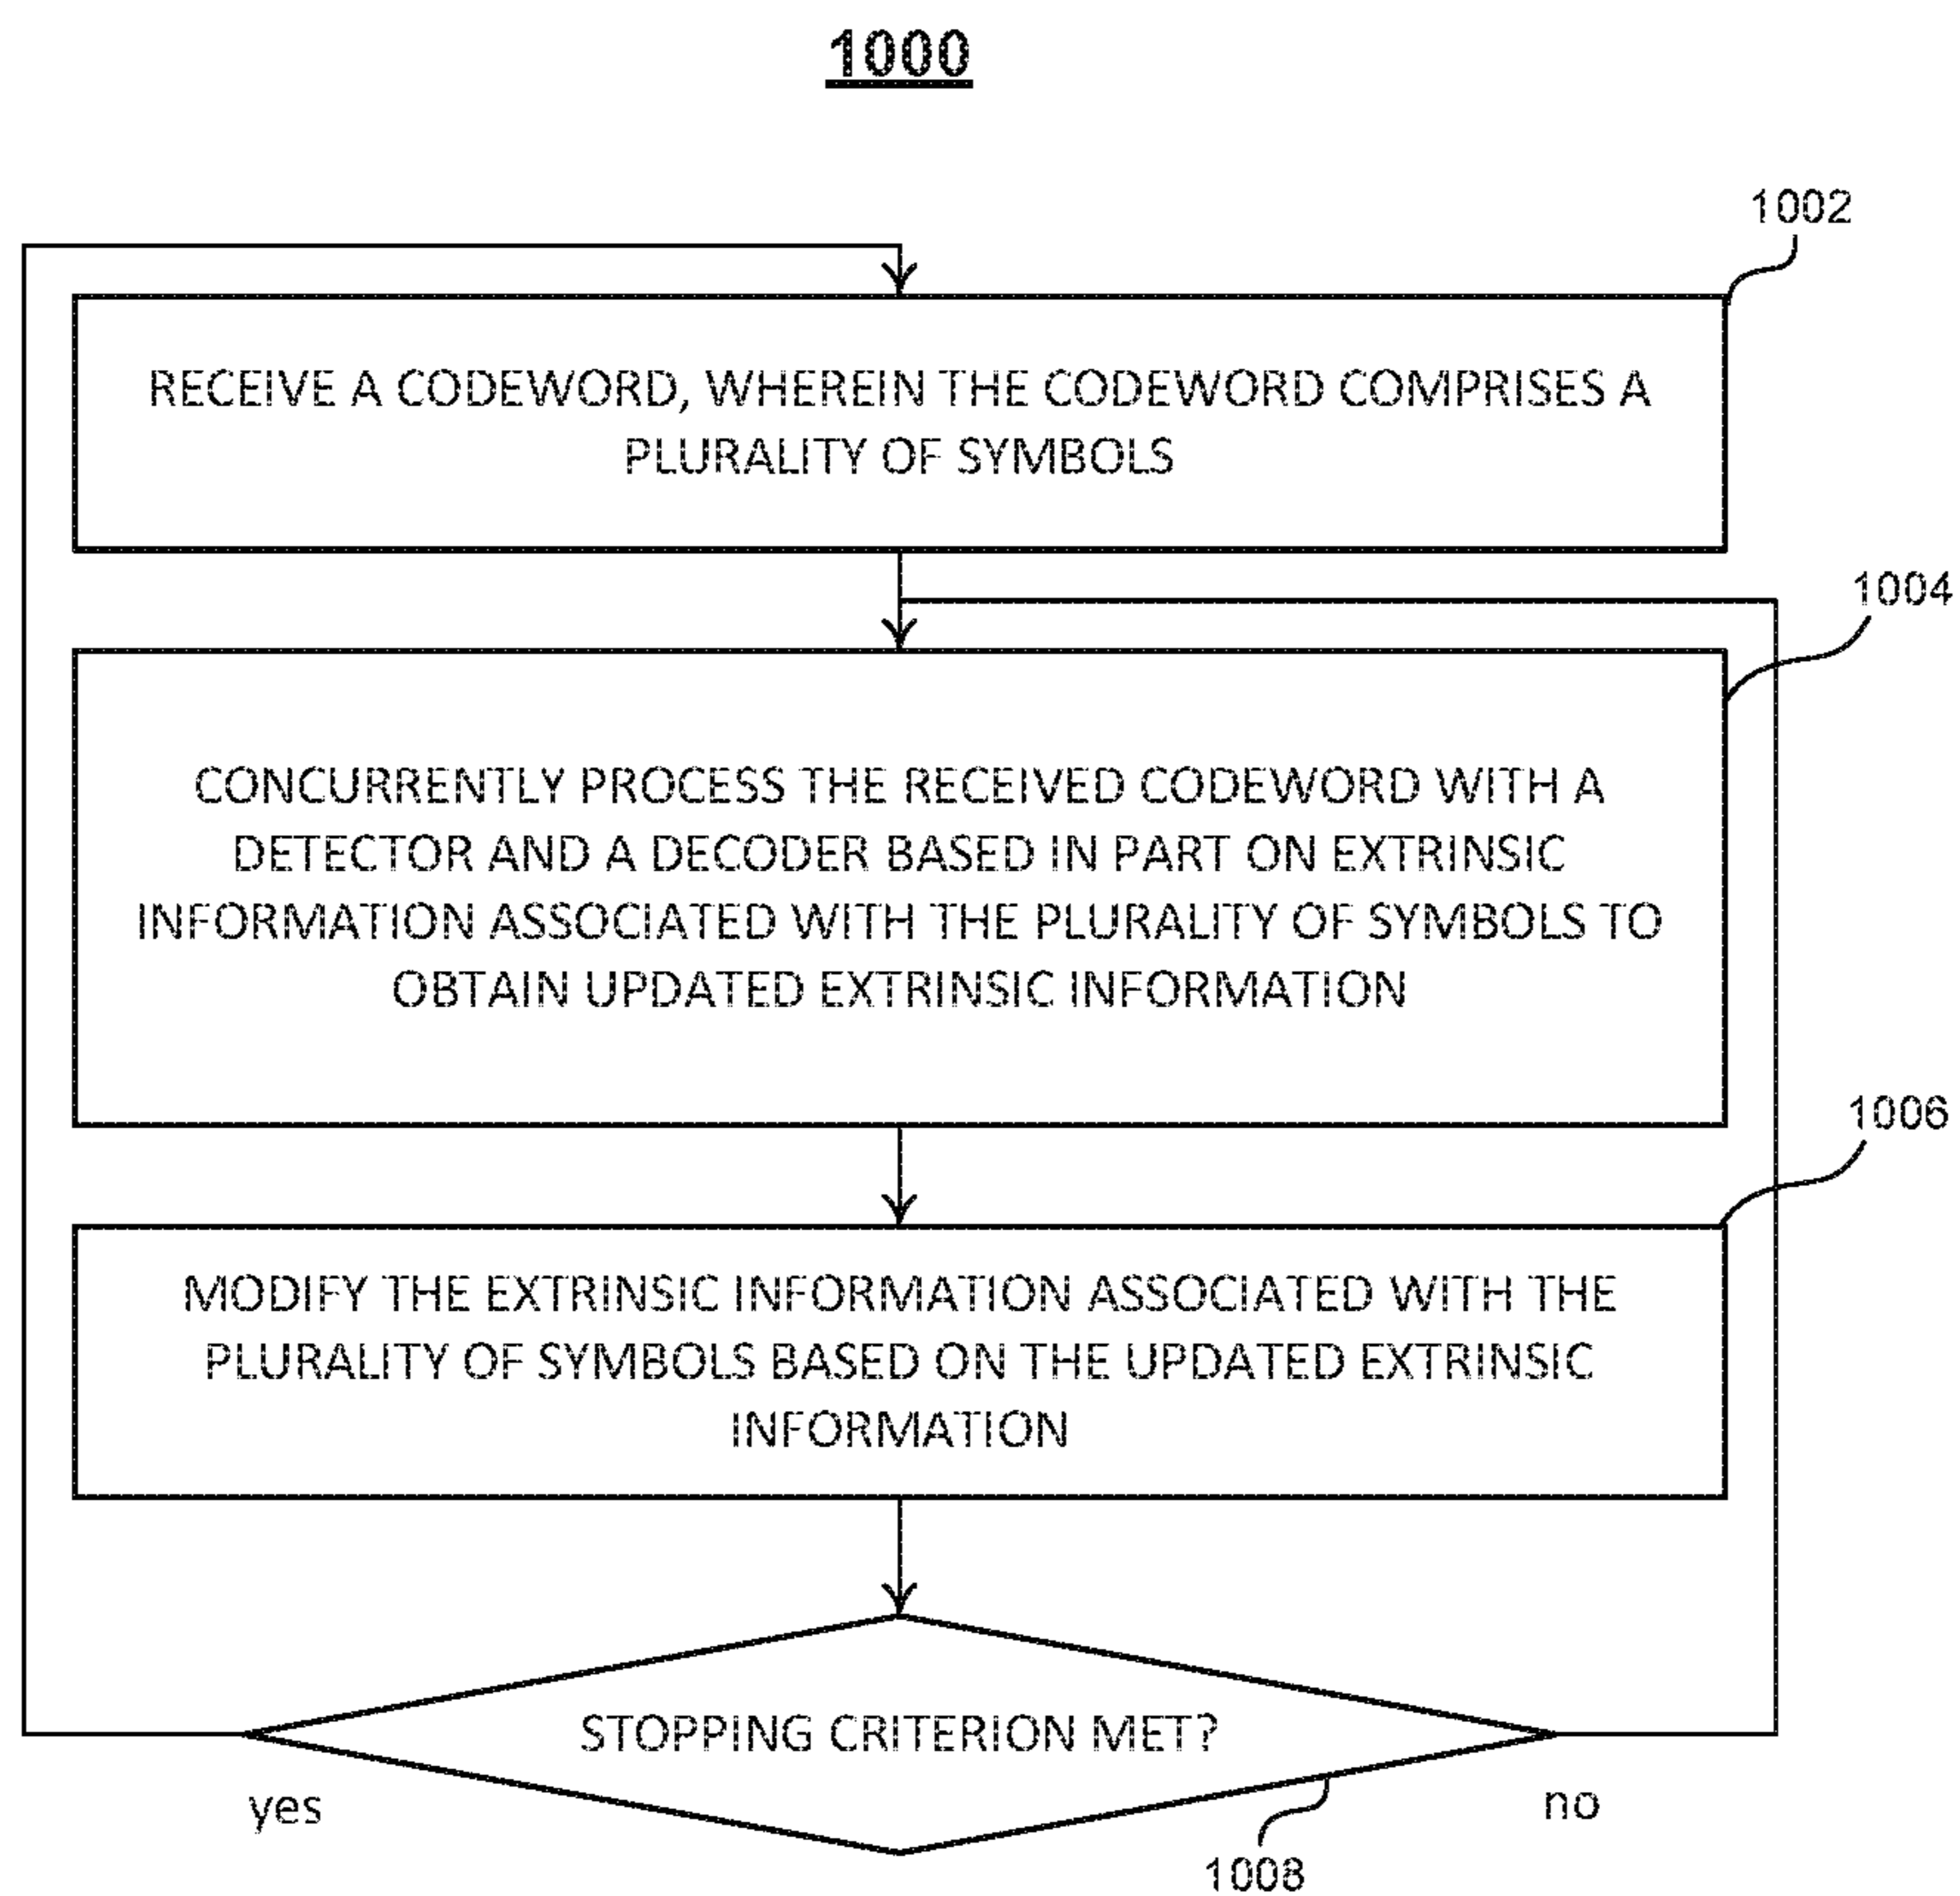 1000
1002
RECEIVE A CODEWORD, WHEREIN THE CODEWORD COMPRISES A
PLURALITY OF SYMBOLS
1004
CONCURRENTLY PROCESS THE RECEIVED CODEWORD WITH A
DETECTOR AND A DECODER BASED IN PART ON EXTRINSIC
INFORMATION ASSOCIATED WITH THE PLURALITY OF SYMBOLS TO
OBTAIN UPDATED EXTRINSIC INFORMATION
1006
MODIFY THE EXTRINSIC INFORMATION ASSOCIATED WITH THE
PLURALITY OF SYMBOLS BASED ON THE UPDATED EXTRINSIC
INFORMATION
STOPPING CRITERION MET?
yes
no
1008